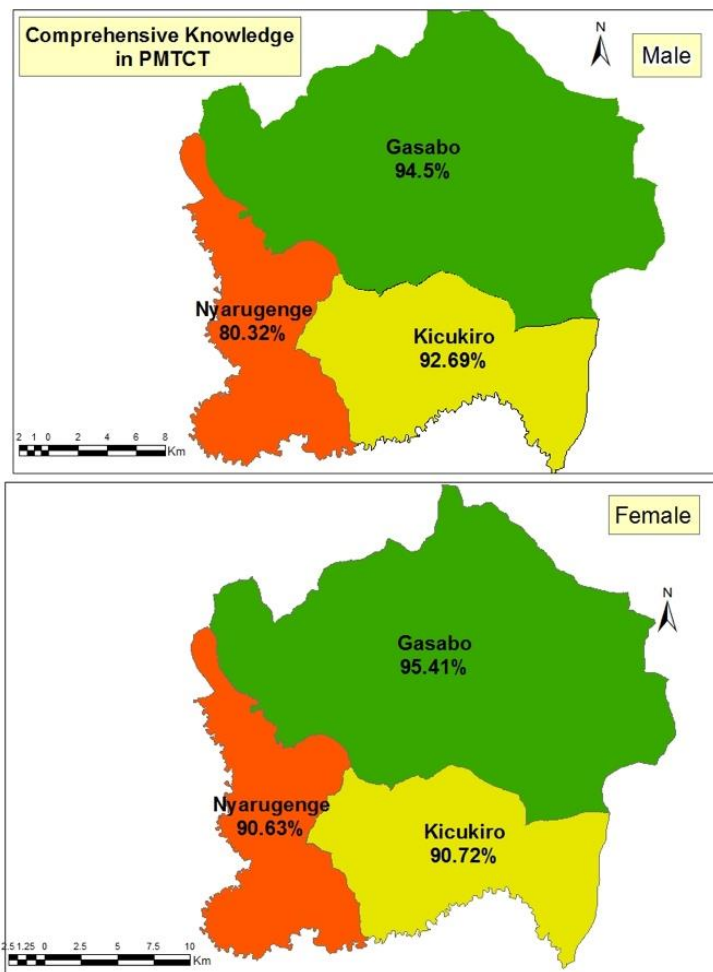 Comprehensive Knowledge
in PMTCT
N
Male
Gasabo
94.5%
Nyarugenge
80.32%
Kicukiro
92.69%
2 1 0 2 4 6 8
Km
Female
N
Gasabo
95.41%
Nyarugenge
90.63%
Kicukiro
90.72%
2.5 1.25 0 2.5 5 7.5 10
Km